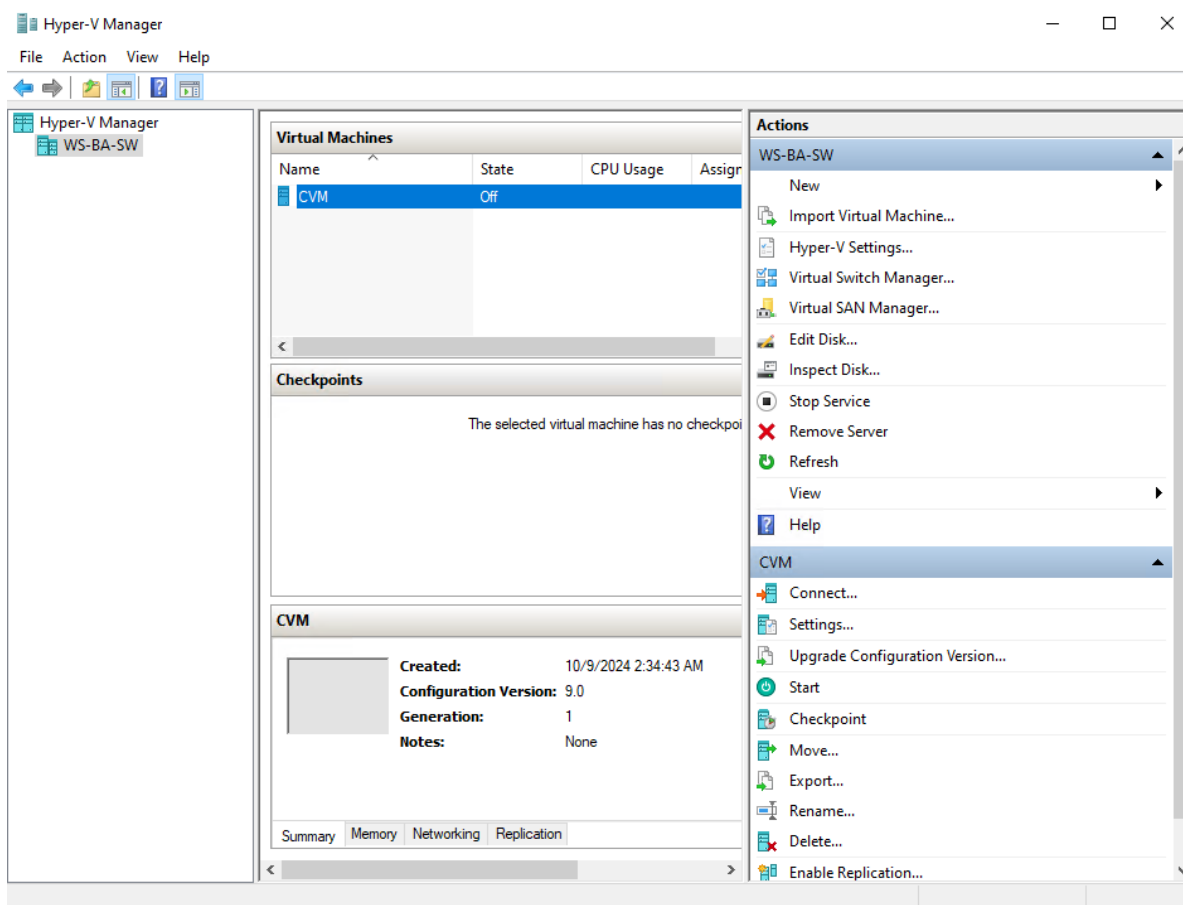 Hyper-V Manager
File Action View Help
Hyper-V Manager
WS-BA-SW
Virtual Machines
Name State CPU Usage Assigr
CVM Off
Checkpoints
The selected virtual machine has no checkpoi
CVM
Created: 10/9/2024 2:34:43 AM
Configuration Version: 9.0
Generation: 1
Notes: None
Summary Memory Networking Replication
Actions
WS-BA-SW
New
Import Virtual Machine...
Hyper-V Settings...
Virtual Switch Manager...
Virtual SAN Manager...
Edit Disk...
Inspect Disk...
Stop Service
Remove Server
Refresh
View
Help
CVM
Connect...
Settings...
Upgrade Configuration Version...
Start
Checkpoint
Move...
Export...
Rename...
Delete...
Enable Replication...